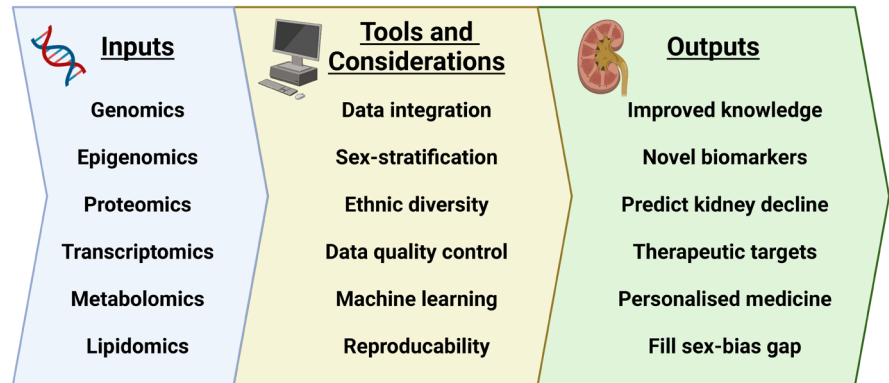 Inputs
Genomics
Epigenomics
Proteomics
Transcriptomics
Metabolomics
Lipidomics
Tools and
Considerations
Data integration
Sex-stratification
Ethnic diversity
Data quality control
Machine learning
Reproducability
Outputs
Improved knowledge
Novel biomarkers
Predict kidney decline
Therapeutic targets
Personalised medicine
Fill sex-bias gap